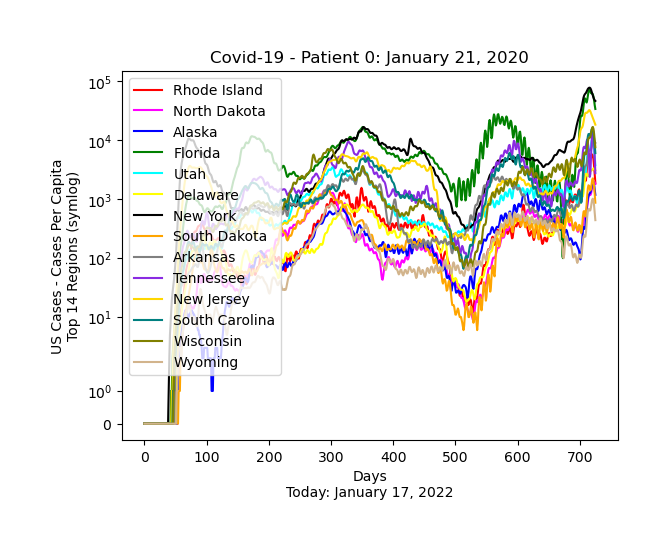 Covid-19 - Patient 0: January 21, 2020
US Cases - Cases Per Capita
Top 14 Regions (symlog)
10^5
10^4
10^3
10^2
10^1
10^0
0
Rhode Island
North Dakota
Alaska
Florida
Utah
Delaware
New York
South Dakota
Arkansas
Tennessee
New Jersey
South Carolina
Wisconsin
Wyoming
0 100 200 300 400 500 600 700
Days
Today: January 17, 2022